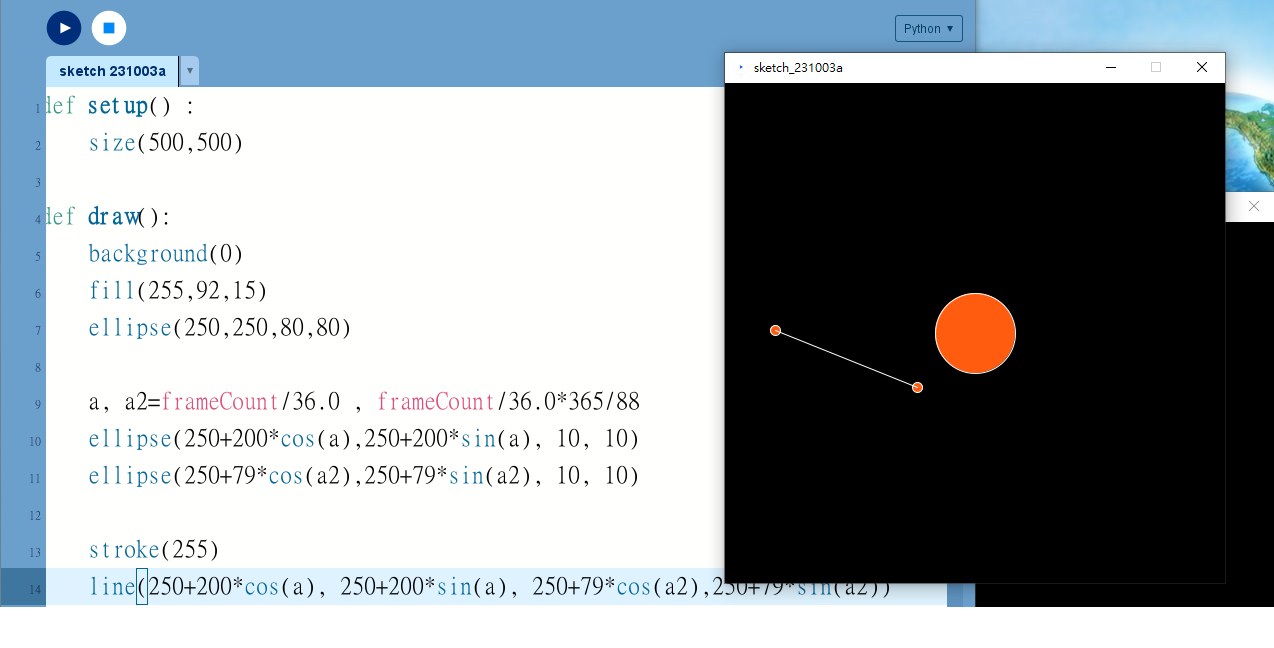 Python ▼
sketch 231003a ▼
sketch_231003a
1 def setup() :
2 size(500,500)
3
4 def draw():
5 background(0)
6 fill(255,92,15)
7 ellipse(250,250,80,80)
8
9 a, a2=frameCount/36.0 , frameCount/36.0*365/88
10 ellipse(250+200*cos(a),250+200*sin(a), 10, 10)
11 ellipse(250+79*cos(a2),250+79*sin(a2), 10, 10)
12
13 stroke(255)
14 line(250+200*cos(a), 250+200*sin(a), 250+79*cos(a2),250+79*sin(a2))